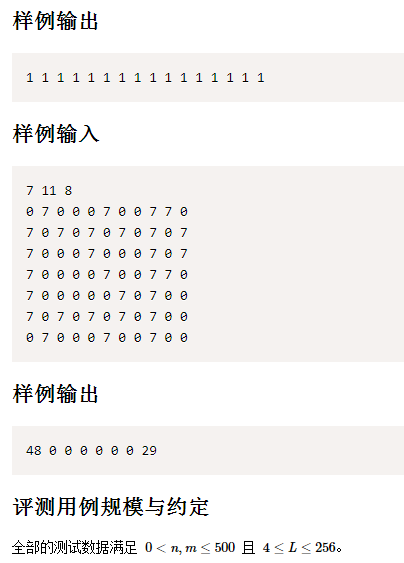 样例输出
1 1 1 1 1 1 1 1 1 1 1 1 1 1 1 1
样例输入
7 11 8
0 7 0 0 0 7 0 0 7 7 0
7 0 7 0 7 0 7 0 7 0 7
7 0 0 0 7 0 0 0 7 0 7
7 0 0 0 0 7 0 0 7 7 0
7 0 0 0 0 0 7 0 7 0 0
7 0 7 0 7 0 7 0 7 0 0
0 7 0 0 0 7 0 0 7 0 0
样例输出
48 0 0 0 0 0 0 29
评测用例规模与约定
全部的测试数据满足 0 < n, m ≤ 500 且 4 ≤ L ≤ 256。